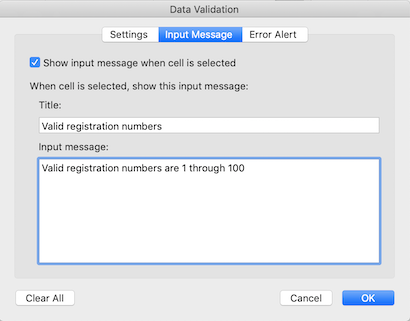 Data Validation
Settings Input Message Error Alert
Show input message when cell is selected
When cell is selected, show this input message:
Title:
Valid registration numbers
Input message:
Valid registration numbers are 1 through 100
Clear All Cancel OK